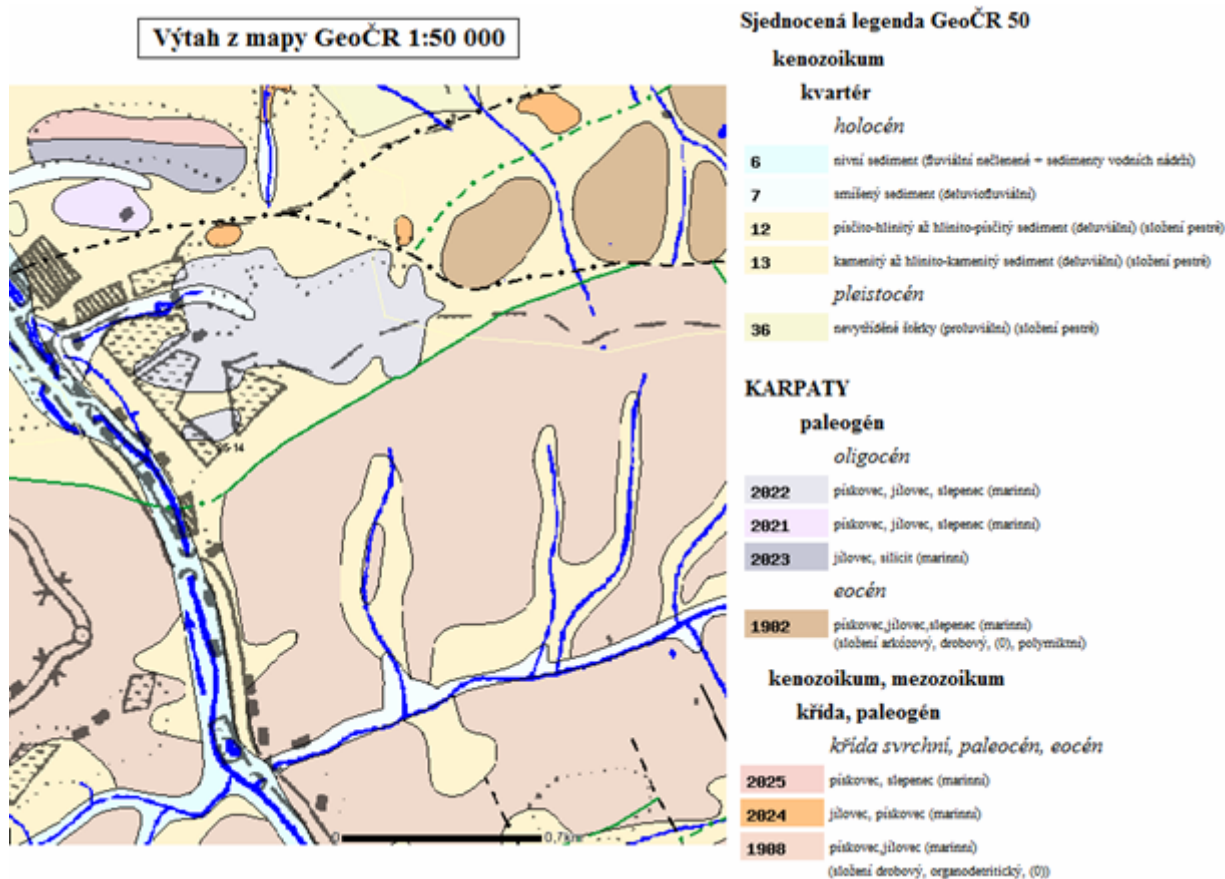 Výtah z mapy GeoČR 1:50 000
Sjednocená legenda GeoČR 50
kenozoikum
kvartér
holocén
6 nivní sediment (fluviální nečlenené + sedimenty vodních nádrží)
7 smíšený sediment (deluviofluviální)
12 písčito-hlinitý až hlinito-písčitý sediment (deluviální) (složení pestré)
13 kamenitý až hlinito-kamenitý sediment (deluviální) (složení pestré)
pleistocén
36 nevytříděné štěrky (proluviální) (složení pestré)
KARPATY
paleogén
oligocén
2022 pískovec, jílovec, slepenec (marinní)
2021 pískovec, jílovec, slepenec (marinní)
2023 jílovec, silicit (marinní)
eocén
1902 pískovec,jílovec,slepenec (marinní)
(složení arkózový, drobový, (0), polymiktní)
kenozoikum, mezozoikum
křída, paleogén
křída svrchní, paleocén, eocén
2025 pískovec, slepenec (marinní)
2024 jílovec, pískovec (marinní)
1908 pískovec,jílovec (marinní)
(složení drobový, organodetritický, (0))
0 0,7km